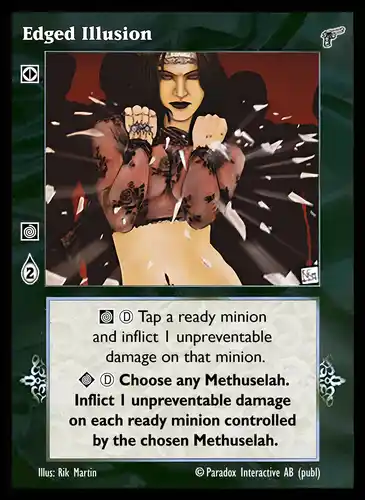 Edged Illusion
2
D Tap a ready minion
and inflict 1 unpreventable
damage on that minion.
D Choose any Methuselah.
Inflict 1 unpreventable damage
on each ready minion controlled
by the chosen Methuselah.
Illus: Rik Martin
© Paradox Interactive AB (publ)